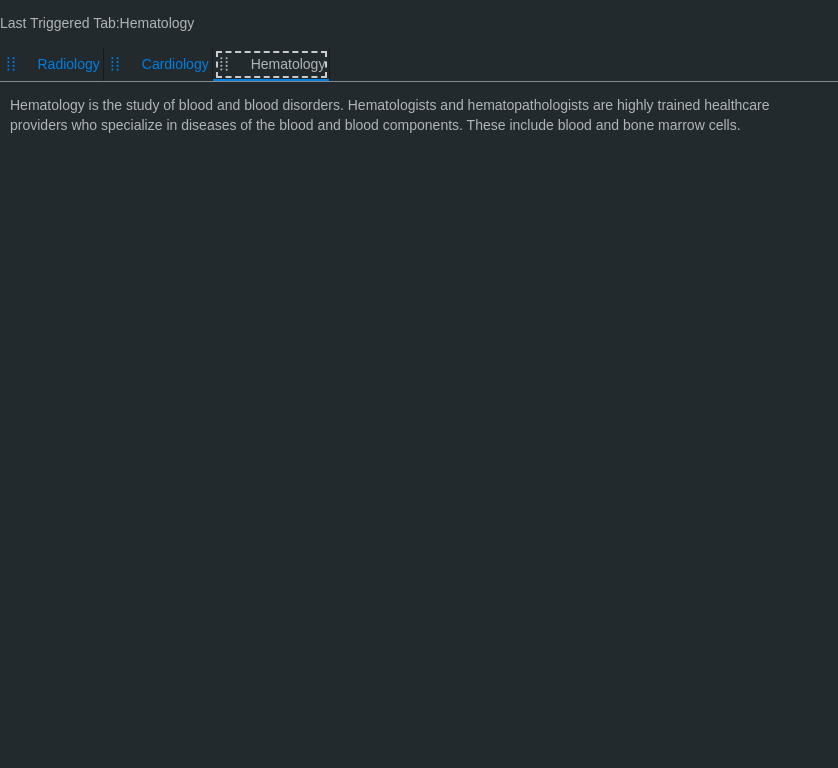 Last Triggered Tab:Hematology
Radiology Cardiology Hematology
Hematology is the study of blood and blood disorders. Hematologists and hematopathologists are highly trained healthcare
providers who specialize in diseases of the blood and blood components. These include blood and bone marrow cells.